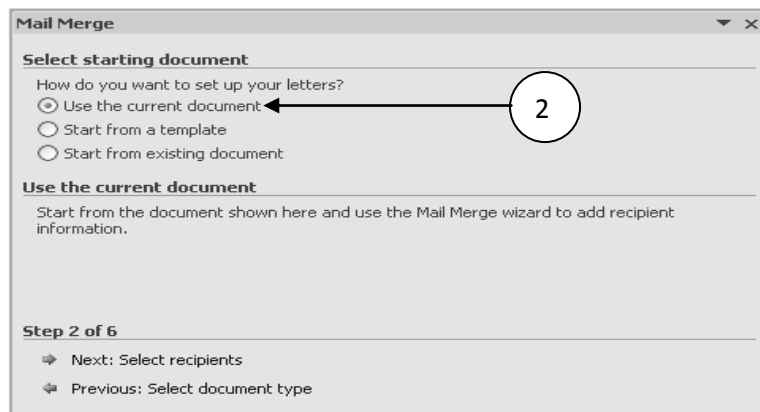 Mail Merge
Select starting document
How do you want to set up your letters?
Use the current document
2
Start from a template
Start from existing document
Use the current document
Start from the document shown here and use the Mail Merge wizard to add recipient
information.
Step 2 of 6
Next: Select recipients
Previous: Select document type